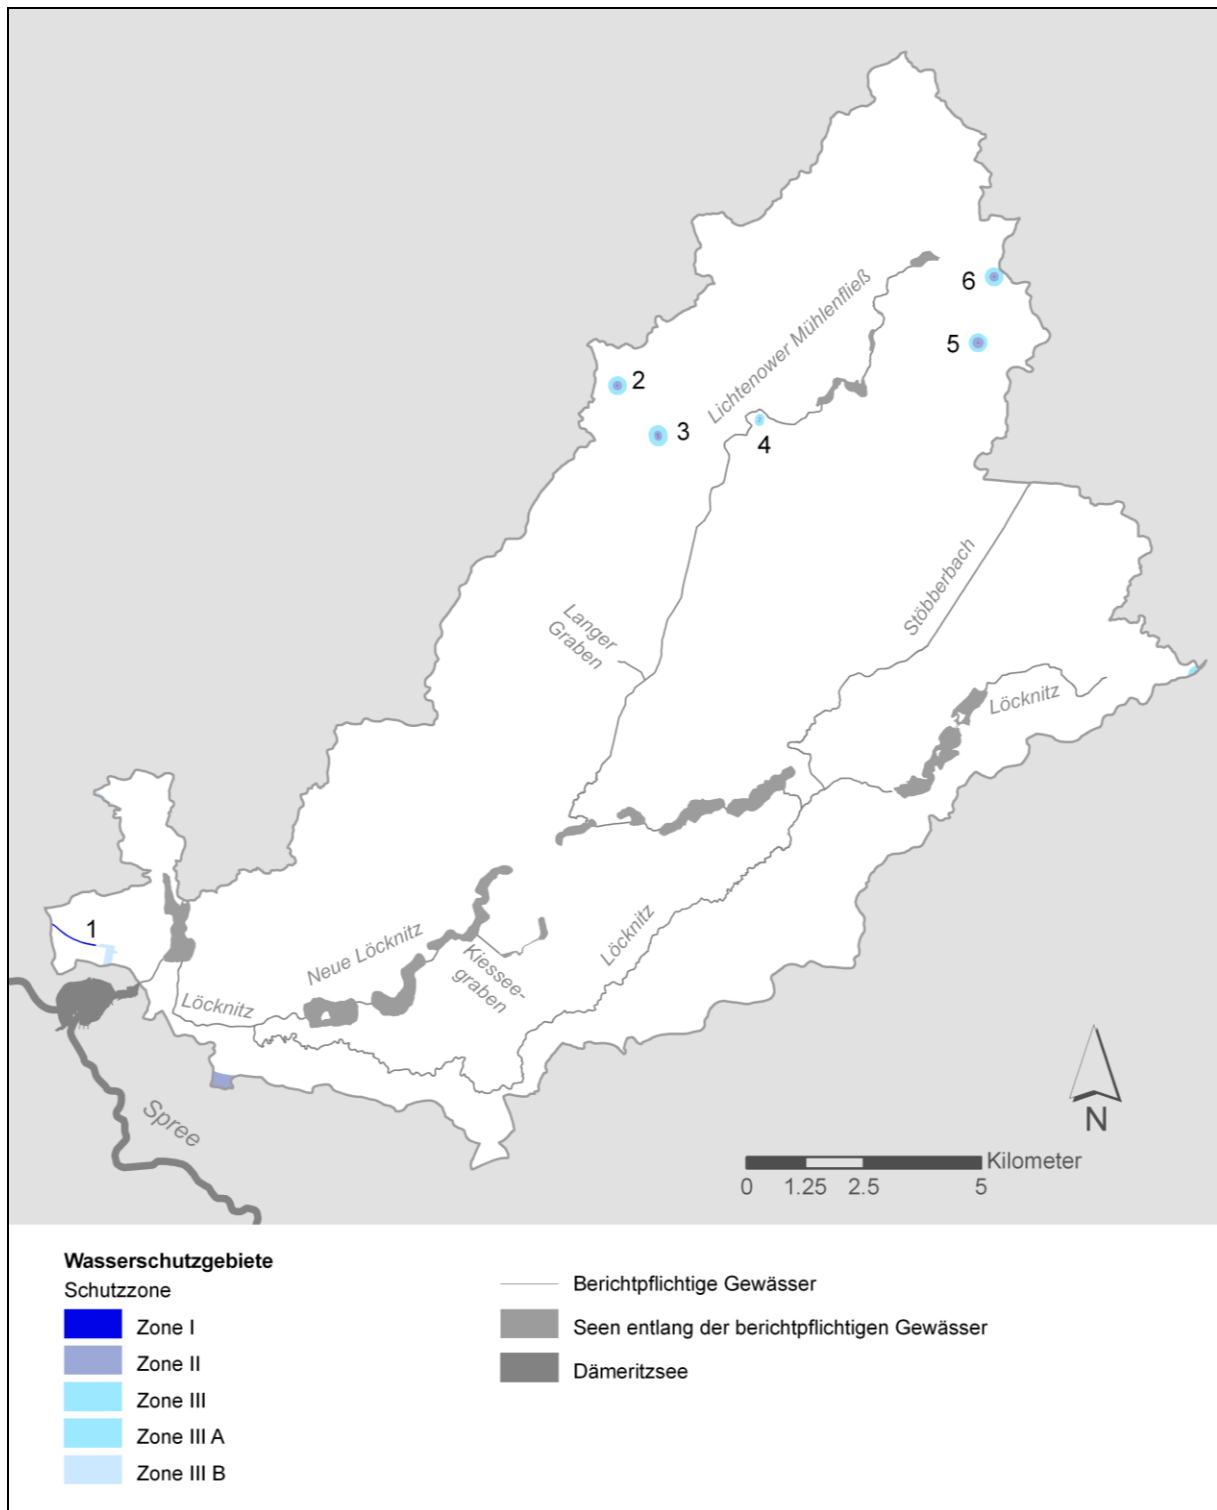 6
5
Lichtenower Mühlenfließ
2
3
4
Stöbberbach
Langer
Graben
Löcknitz
1
Neue Löcknitz
Kiessee-
graben
Löcknitz
Löcknitz
Spree
N
Kilometer
0 1.25 2.5 5
Wasserschutzgebiete
Schutzzone
Zone I
Zone II
Zone III
Zone III A
Zone III B
Berichtpflichtige Gewässer
Seen entlang der berichtpflichtigen Gewässer
Dämeritzsee